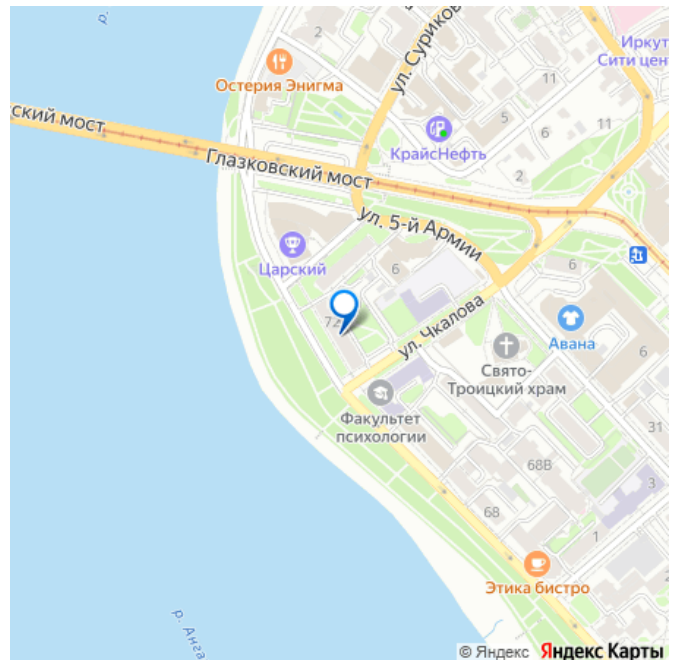 р.
2
ул. Суриков
Остерия Энигма
Иркут
Сити цен
11
5
КрайсНефть
6
11
ский мост
Глазковский мост
ул. 5-й Армии
Царский
6
6
72
ул. Чкалова
Авана
6
Свято-
Троицкий храм
Факультет
психологии
31
68В
3
68
1
Этика бистро
2
р. Анга
© Яндекс Яндекс Карты